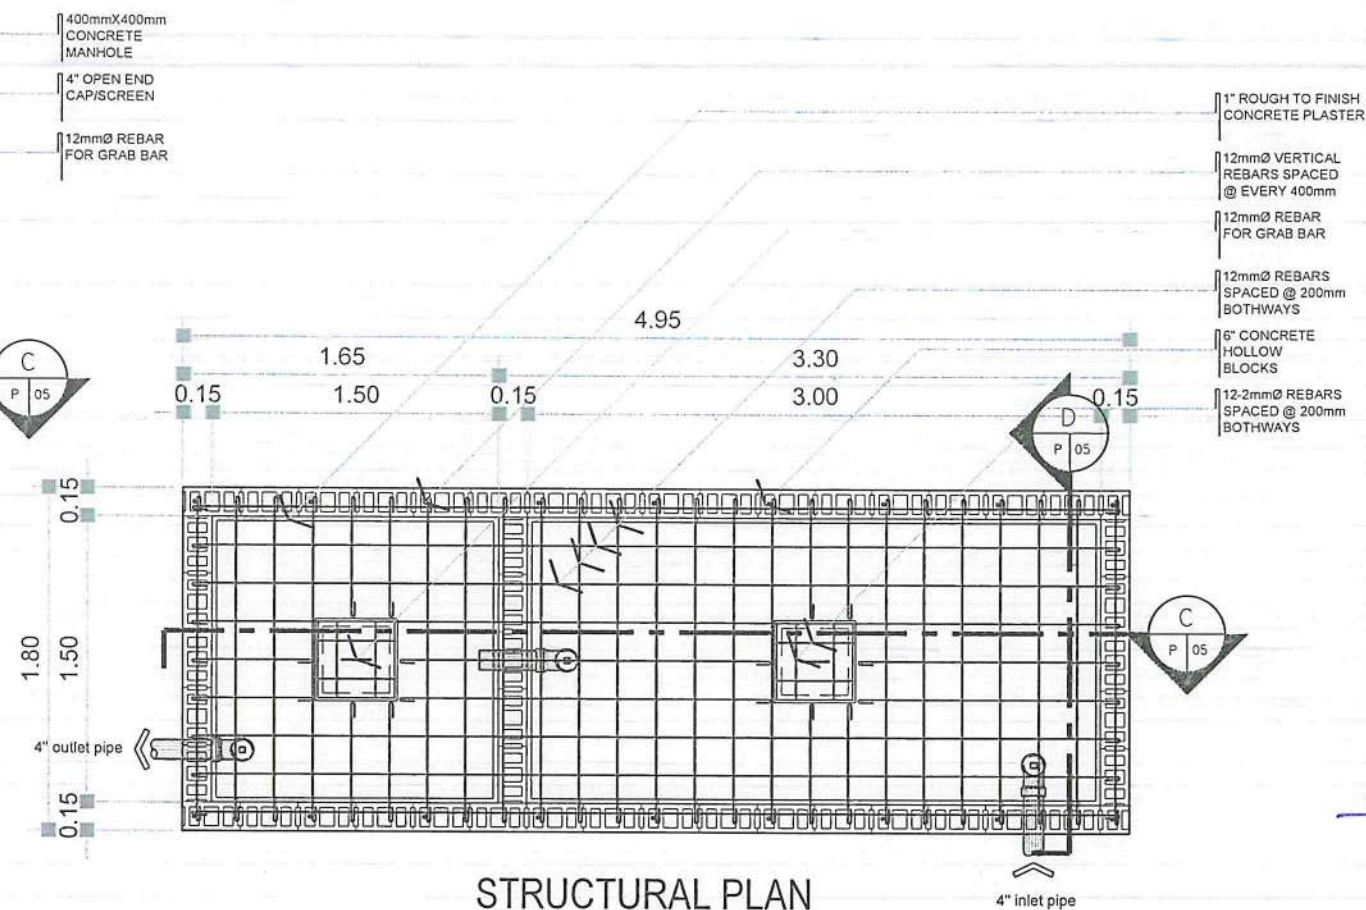 400mmX400mm
CONCRETE
MANHOLE
4" OPEN END
CAP/SCREEN
12mmØ REBAR
FOR GRAB BAR
1" ROUGH TO FINISH
CONCRETE PLASTER
12mmØ VERTICAL
REBARS SPACED
@ EVERY 400mm
12mmØ REBAR
FOR GRAB BAR
12mmØ REBARS
SPACED @ 200mm
BOTHWAYS
6" CONCRETE
HOLLOW
BLOCKS
12-2mmØ REBARS
SPACED @ 200mm
BOTHWAYS
4.95
1.65
3.30
0.15
1.50
0.15
3.00
0.15
C
P 05
D
P 05
C
P 05
0.15
1.80
1.50
0.15
4" outlet pipe
4" inlet pipe
STRUCTURAL PLAN